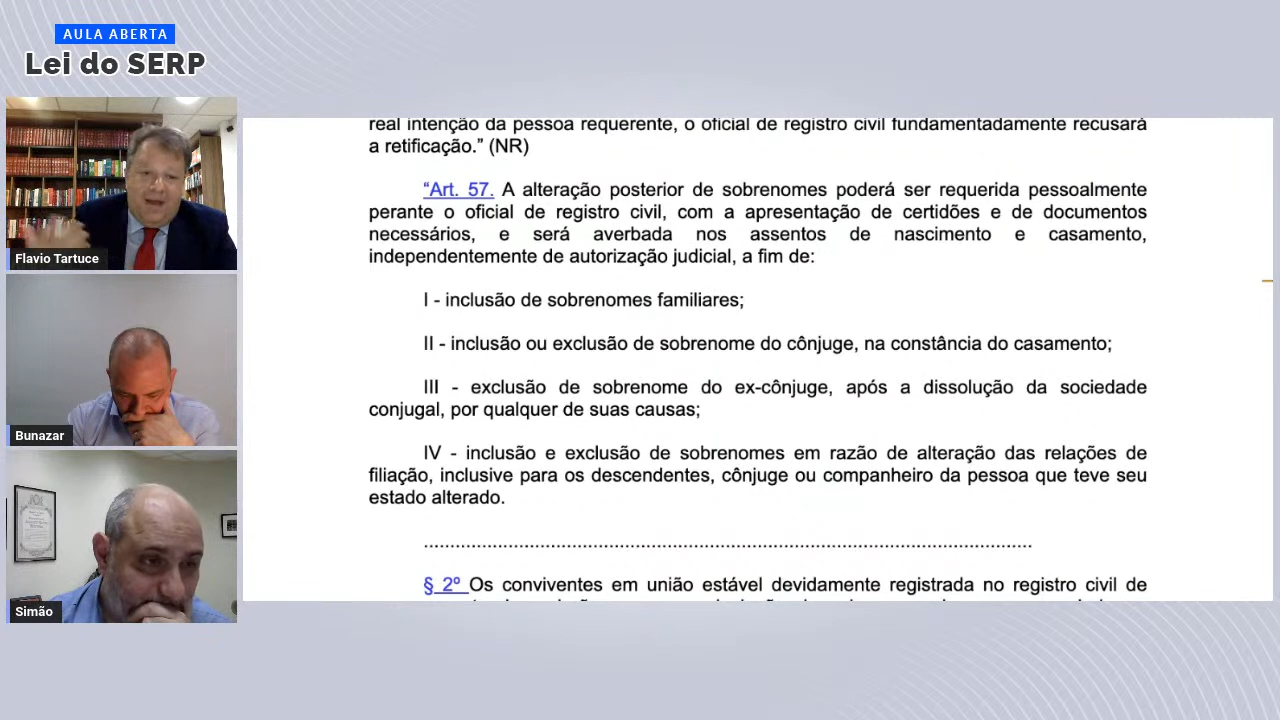 AULA ABERTA
Lei do SERP
Flavio Tartuce
Bunazar
Simão
real intenção da pessoa requerente, o oficial de registro civil fundamentadamente recusará
a retificação.” (NR)
“Art. 57. A alteração posterior de sobrenomes poderá ser requerida pessoalmente
perante o oficial de registro civil, com a apresentação de certidões e de documentos
necessários, e será averbada nos assentos de nascimento e casamento,
independentemente de autorização judicial, a fim de:
I - inclusão de sobrenomes familiares;
II - inclusão ou exclusão de sobrenome do cônjuge, na constância do casamento;
III - exclusão de sobrenome do ex-cônjuge, após a dissolução da sociedade
conjugal, por qualquer de suas causas;
IV - inclusão e exclusão de sobrenomes em razão de alteração das relações de
filiação, inclusive para os descendentes, cônjuge ou companheiro da pessoa que teve seu
estado alterado.
....................................................................................................................
§ 2º Os conviventes em união estável devidamente registrada no registro civil de